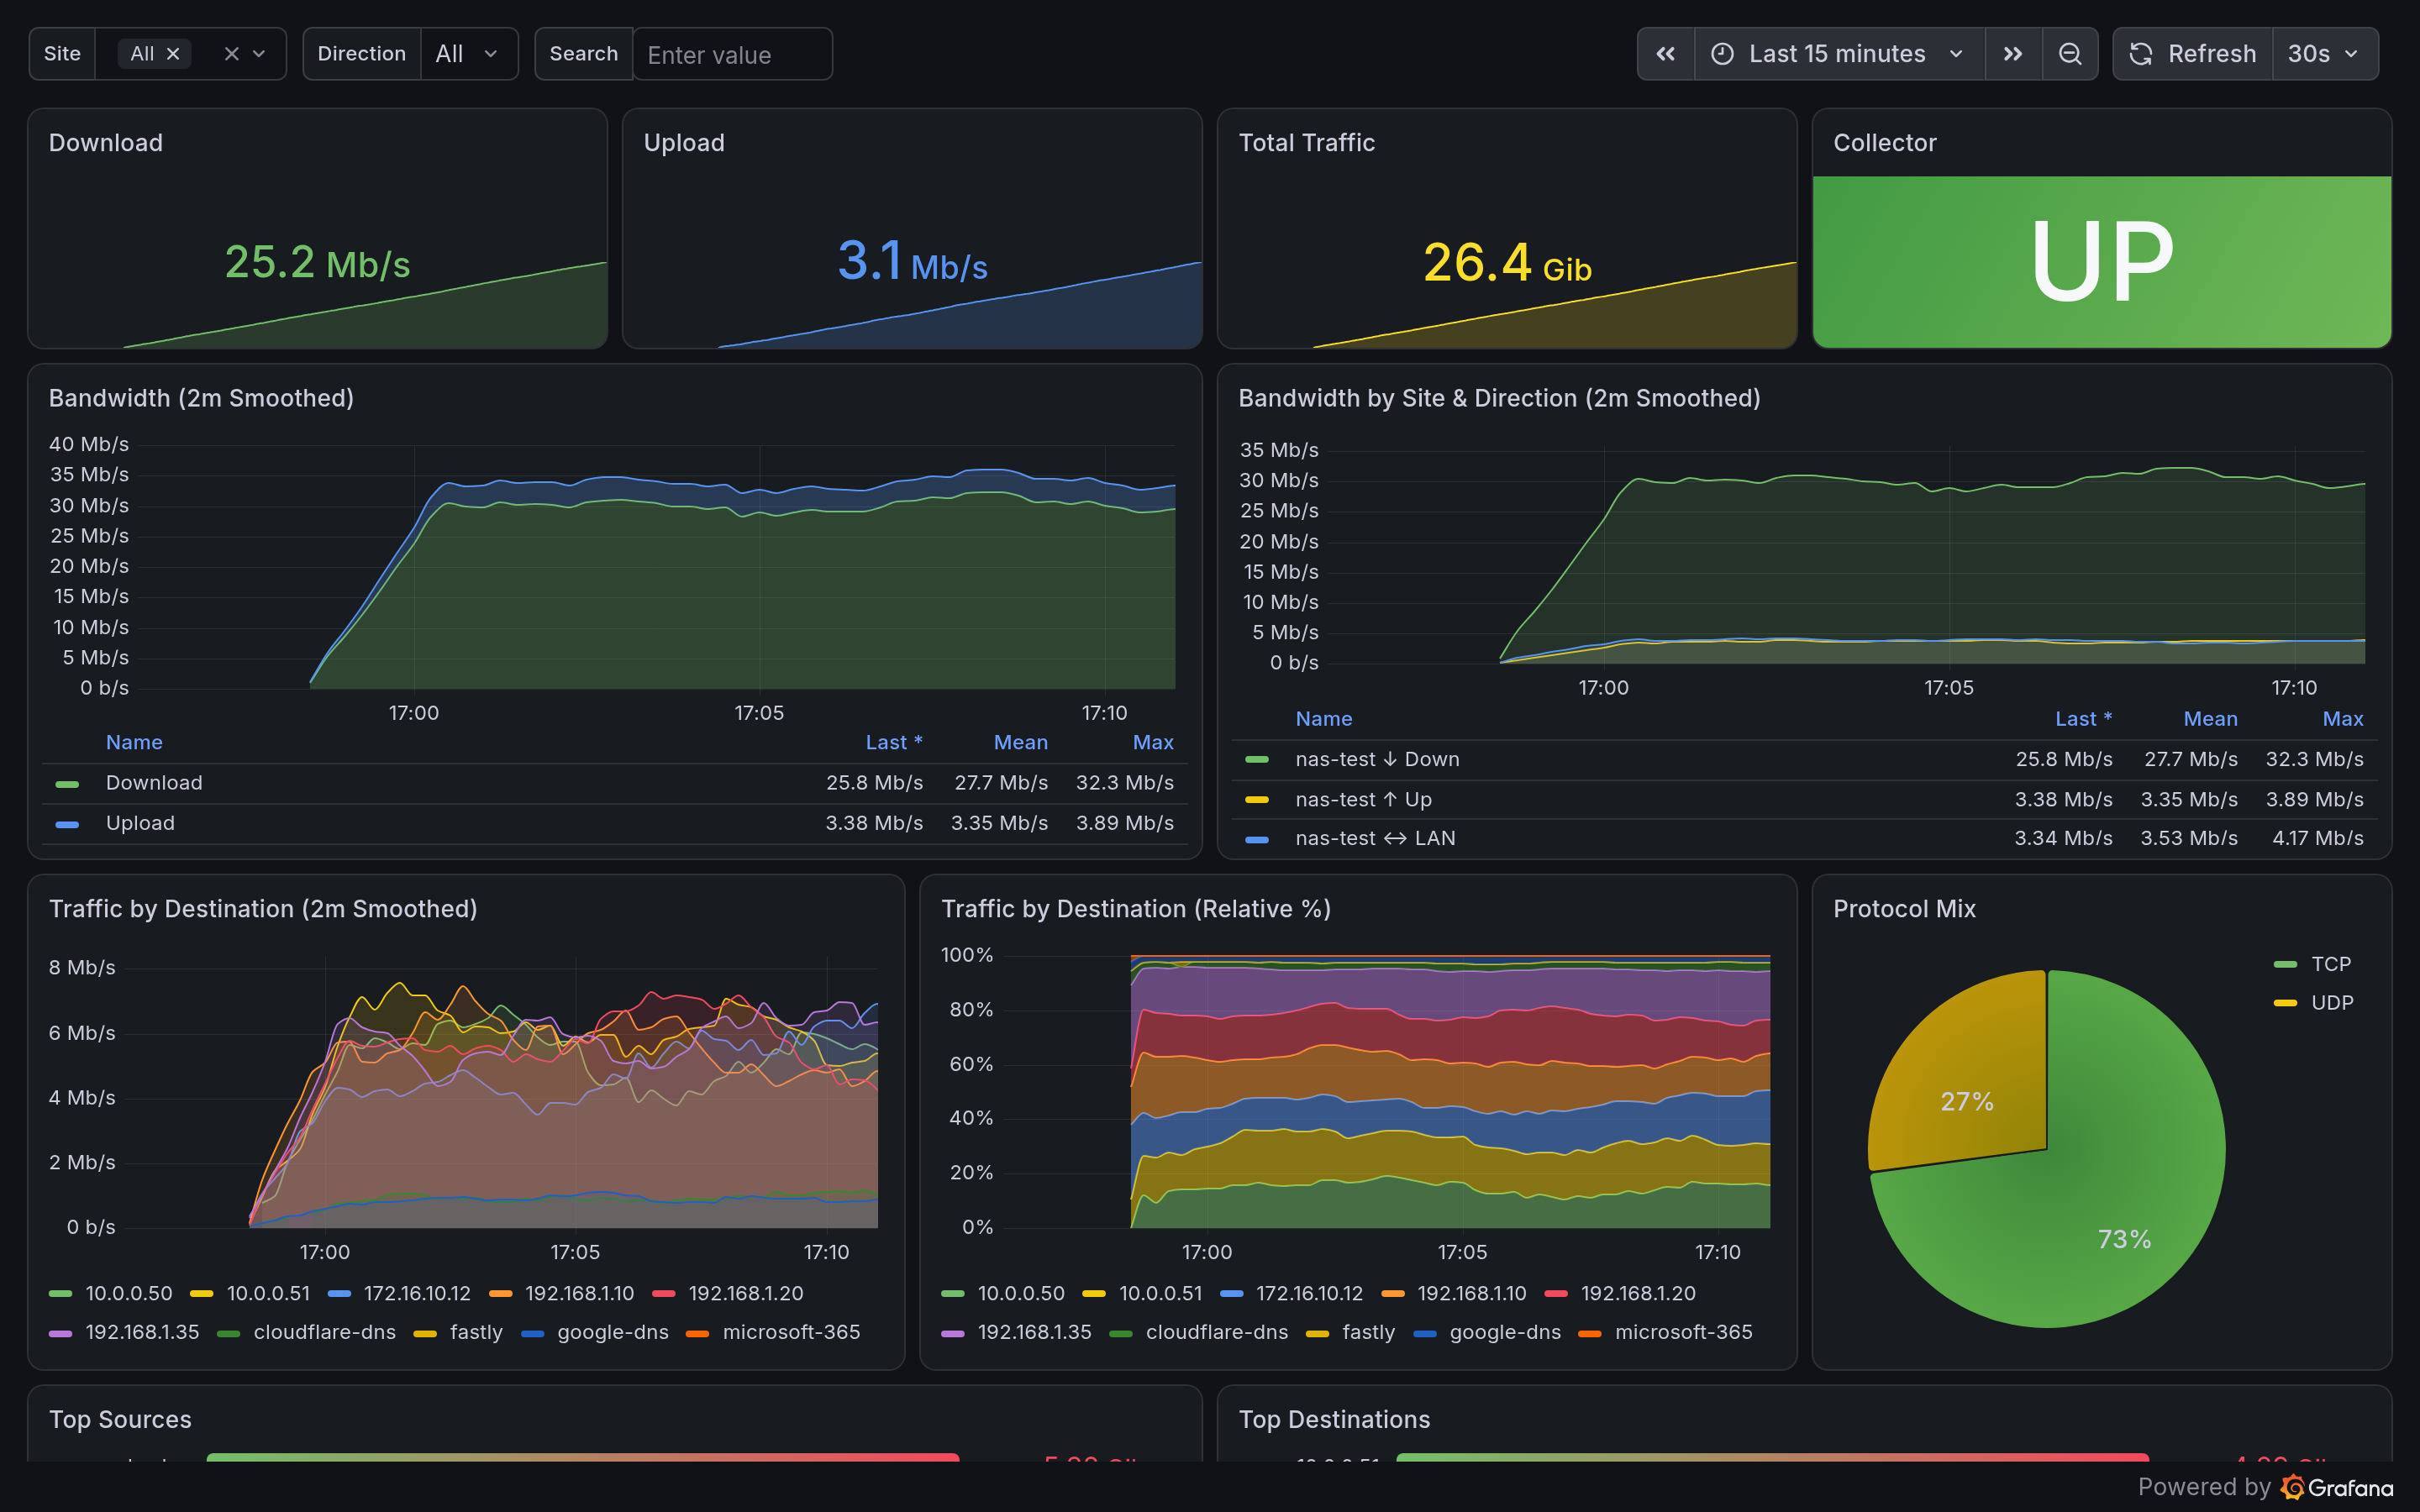 Site All Direction All Search Enter value Last 15 minutes Refresh 30s
Download Upload Total Traffic Collector
25.2 Mb/s 3.1 Mb/s 26.4 Gib UP
Bandwidth (2m Smoothed)
40 Mb/s
35 Mb/s
30 Mb/s
25 Mb/s
20 Mb/s
15 Mb/s
10 Mb/s
5 Mb/s
0 b/s
17:00 17:05 17:10
Name Last * Mean Max
Download 25.8 Mb/s 27.7 Mb/s 32.3 Mb/s
Upload 3.38 Mb/s 3.35 Mb/s 3.89 Mb/s
Bandwidth by Site & Direction (2m Smoothed)
35 Mb/s
30 Mb/s
25 Mb/s
20 Mb/s
15 Mb/s
10 Mb/s
5 Mb/s
0 b/s
17:00 17:05 17:10
Name Last * Mean Max
nas-test ↓ Down 25.8 Mb/s 27.7 Mb/s 32.3 Mb/s
nas-test ↑ Up 3.38 Mb/s 3.35 Mb/s 3.89 Mb/s
nas-test ↔ LAN 3.34 Mb/s 3.53 Mb/s 4.17 Mb/s
Traffic by Destination (2m Smoothed)
8 Mb/s
6 Mb/s
4 Mb/s
2 Mb/s
0 b/s
17:00 17:05 17:10
10.0.0.50 10.0.0.51 172.16.10.12 192.168.1.10 192.168.1.20
192.168.1.35 cloudflare-dns fastly google-dns microsoft-365
Traffic by Destination (Relative %)
100%
80%
60%
40%
20%
0%
17:00 17:05 17:10
10.0.0.50 10.0.0.51 172.16.10.12 192.168.1.10 192.168.1.20
192.168.1.35 cloudflare-dns fastly google-dns microsoft-365
Protocol Mix
TCP
UDP
27%
73%
Top Sources
Top Destinations
Powered by Grafana